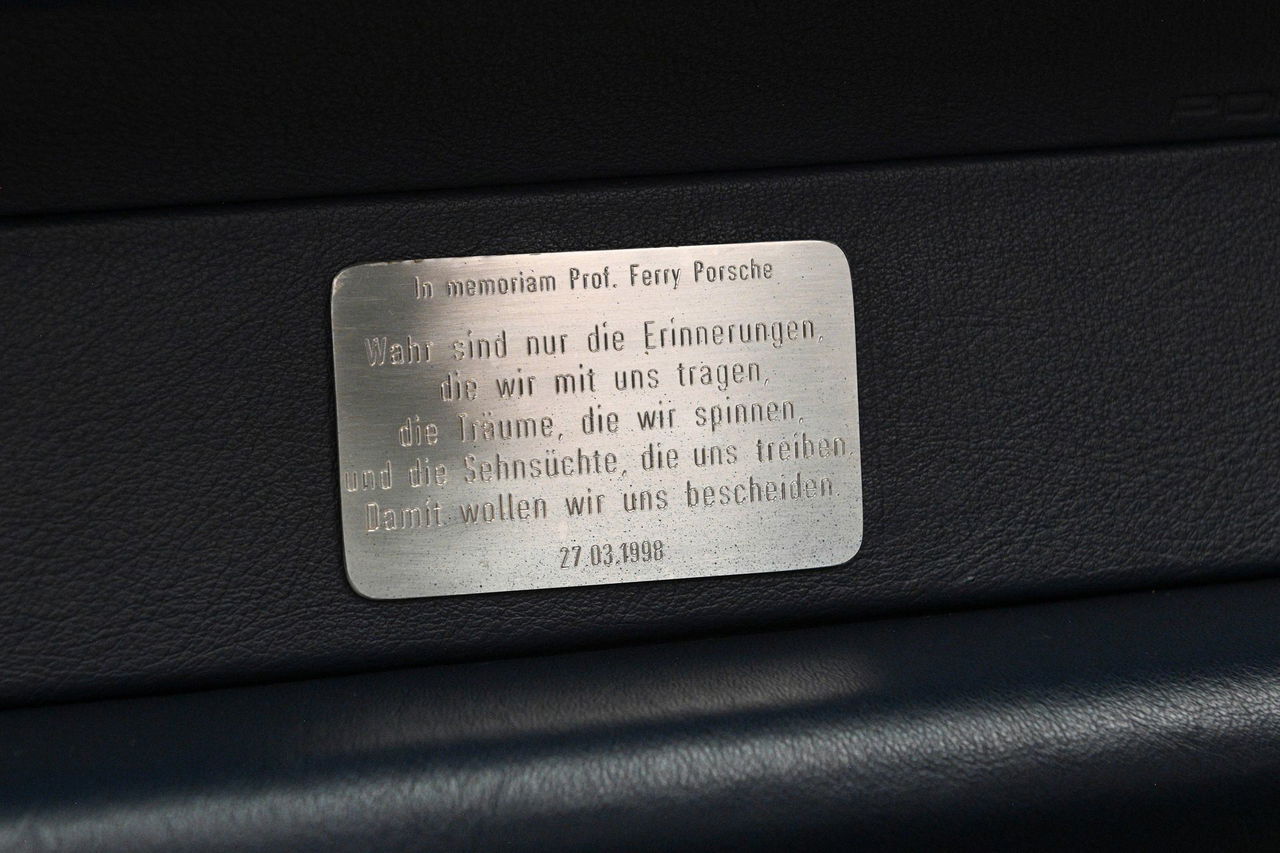 In memoriam Prof. Ferry Porsche
Wahr sind nur die Erinnerungen,
die wir mit uns tragen,
die Träume, die wir spinnen,
und die Sehnsüchte, die uns treiben.
Damit wollen wir uns bescheiden.
27.03.1998